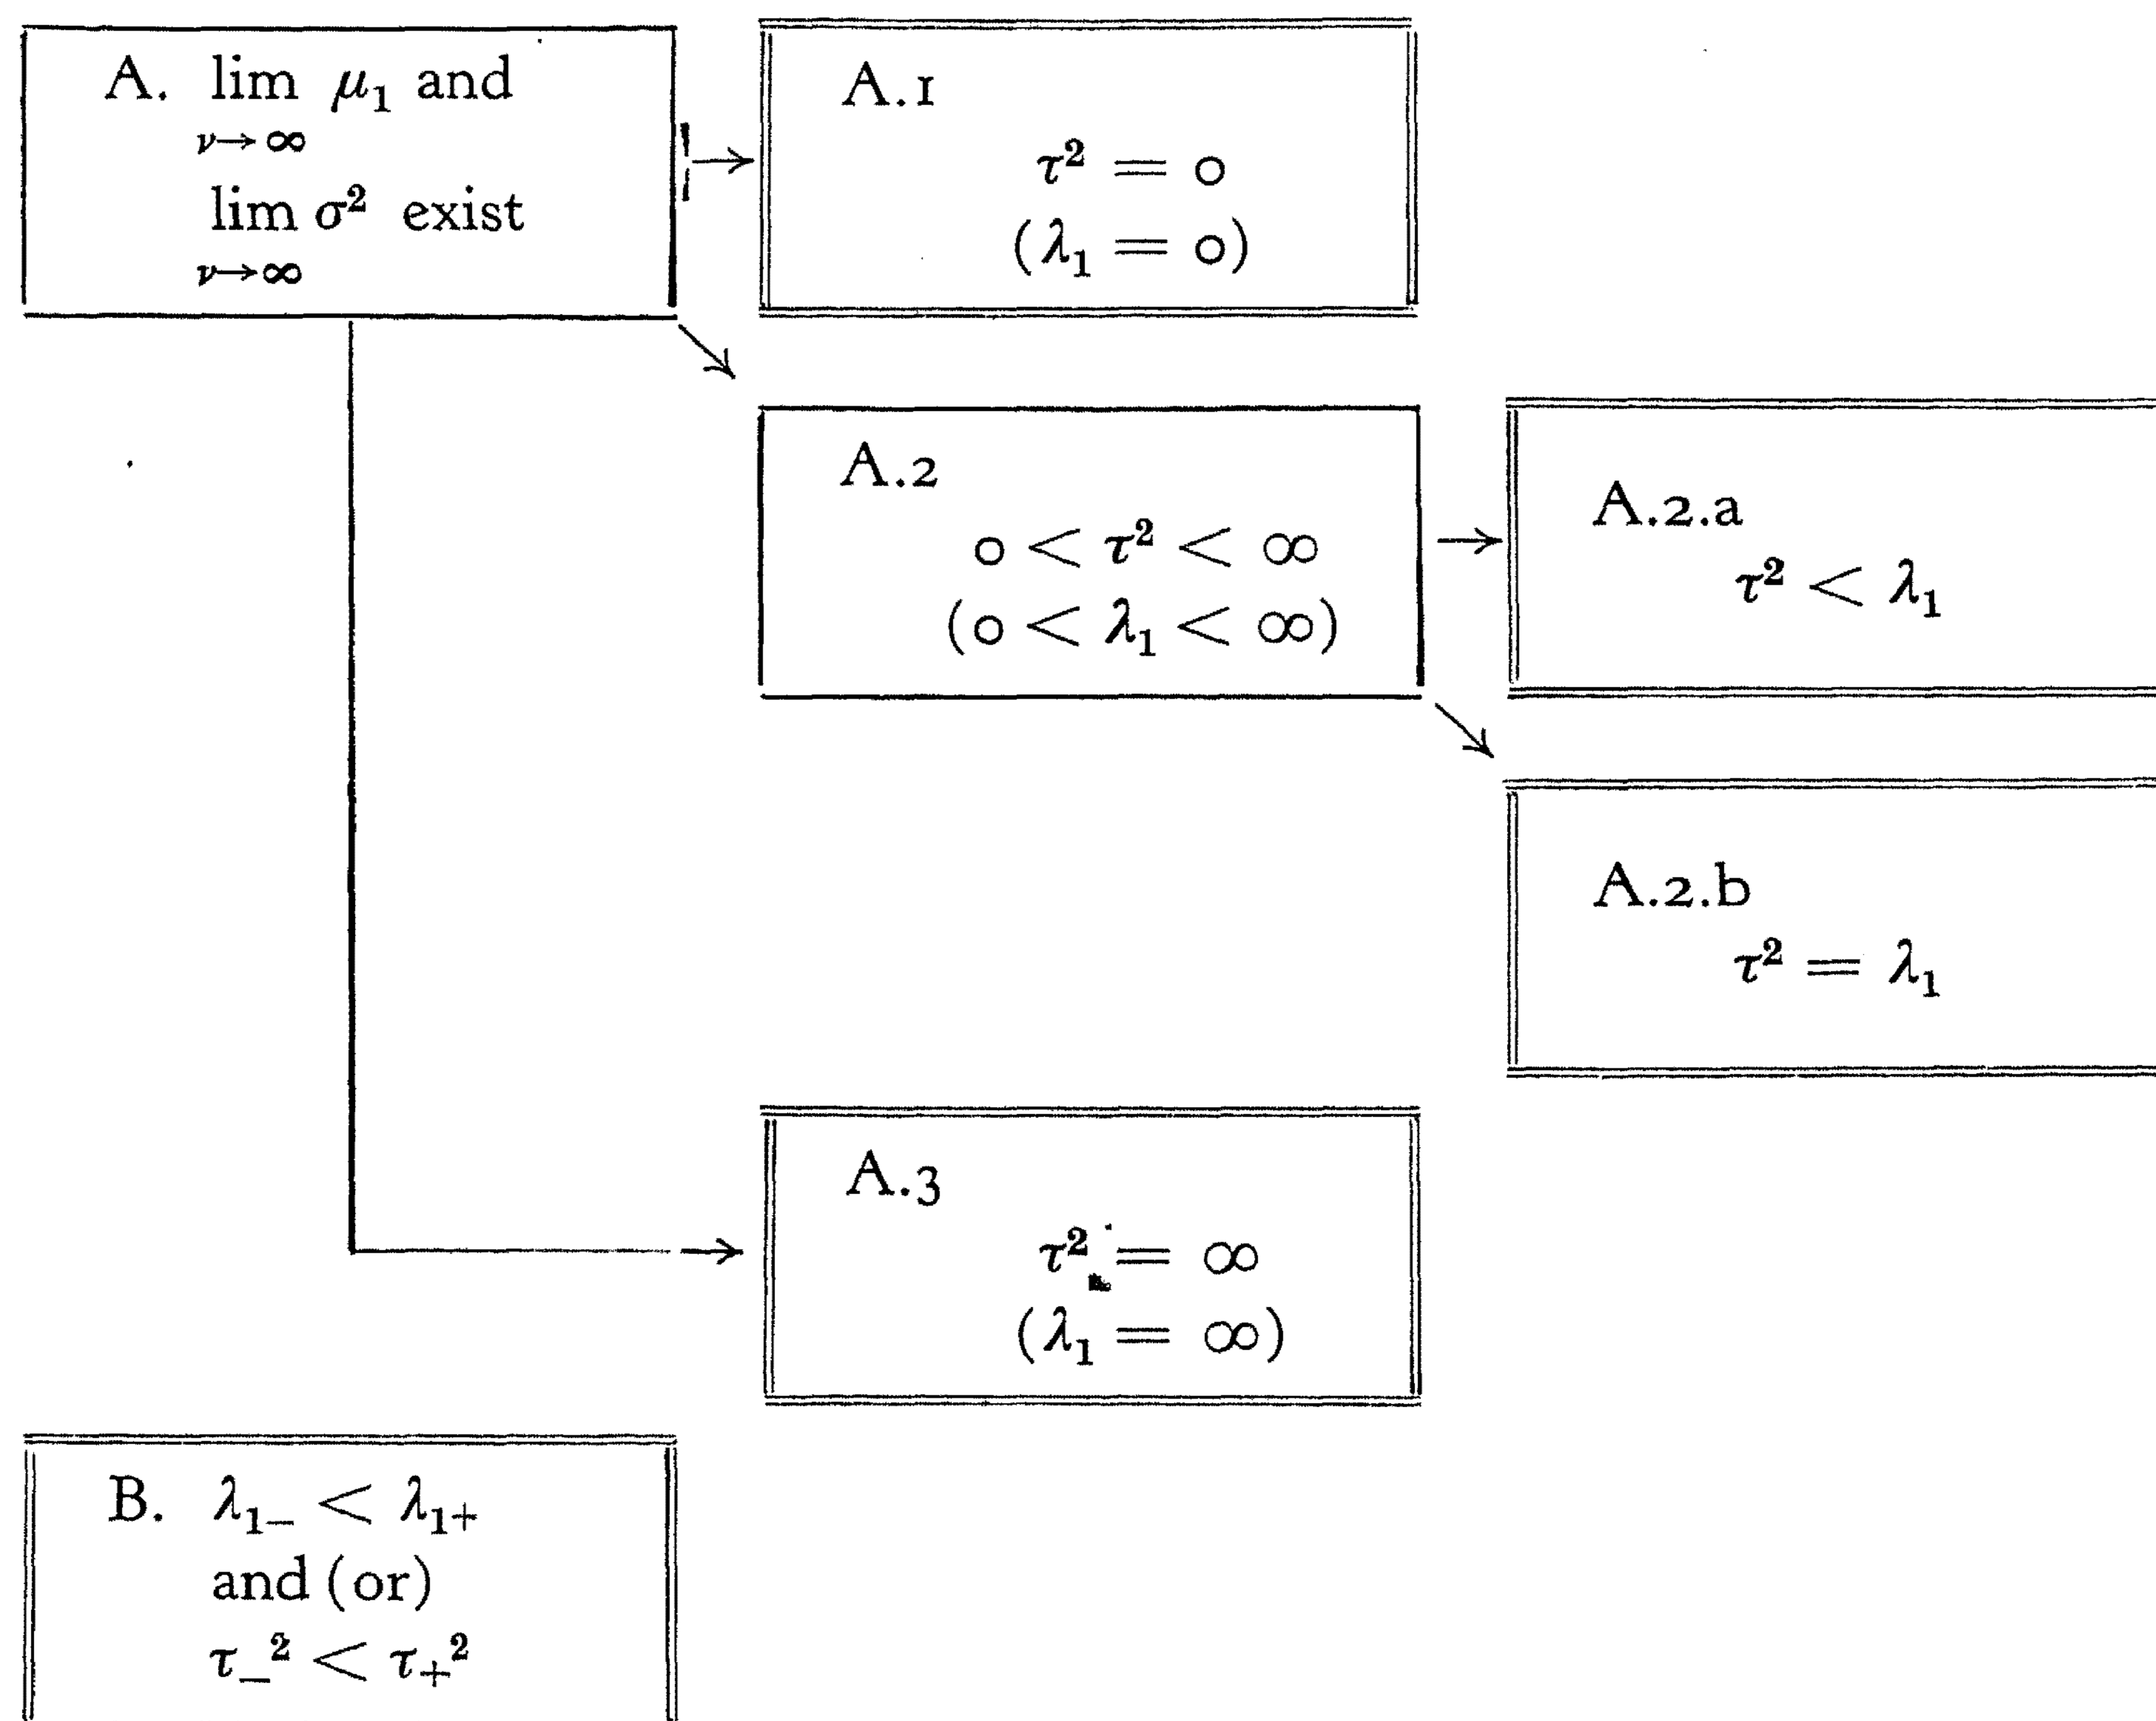 A. lim μ₁ and
ν→∞
lim σ² exist
ν→∞
A.1
τ² = 0
(λ₁ = 0)
A.2
0 < τ² < ∞
(0 < λ₁ < ∞)
A.2.a
τ² < λ₁
A.2.b
τ² = λ₁
A.3
τ² = ∞
(λ₁ = ∞)
B. λ₁₋ < λ₁₊
and (or)
τ₋² < τ₊²